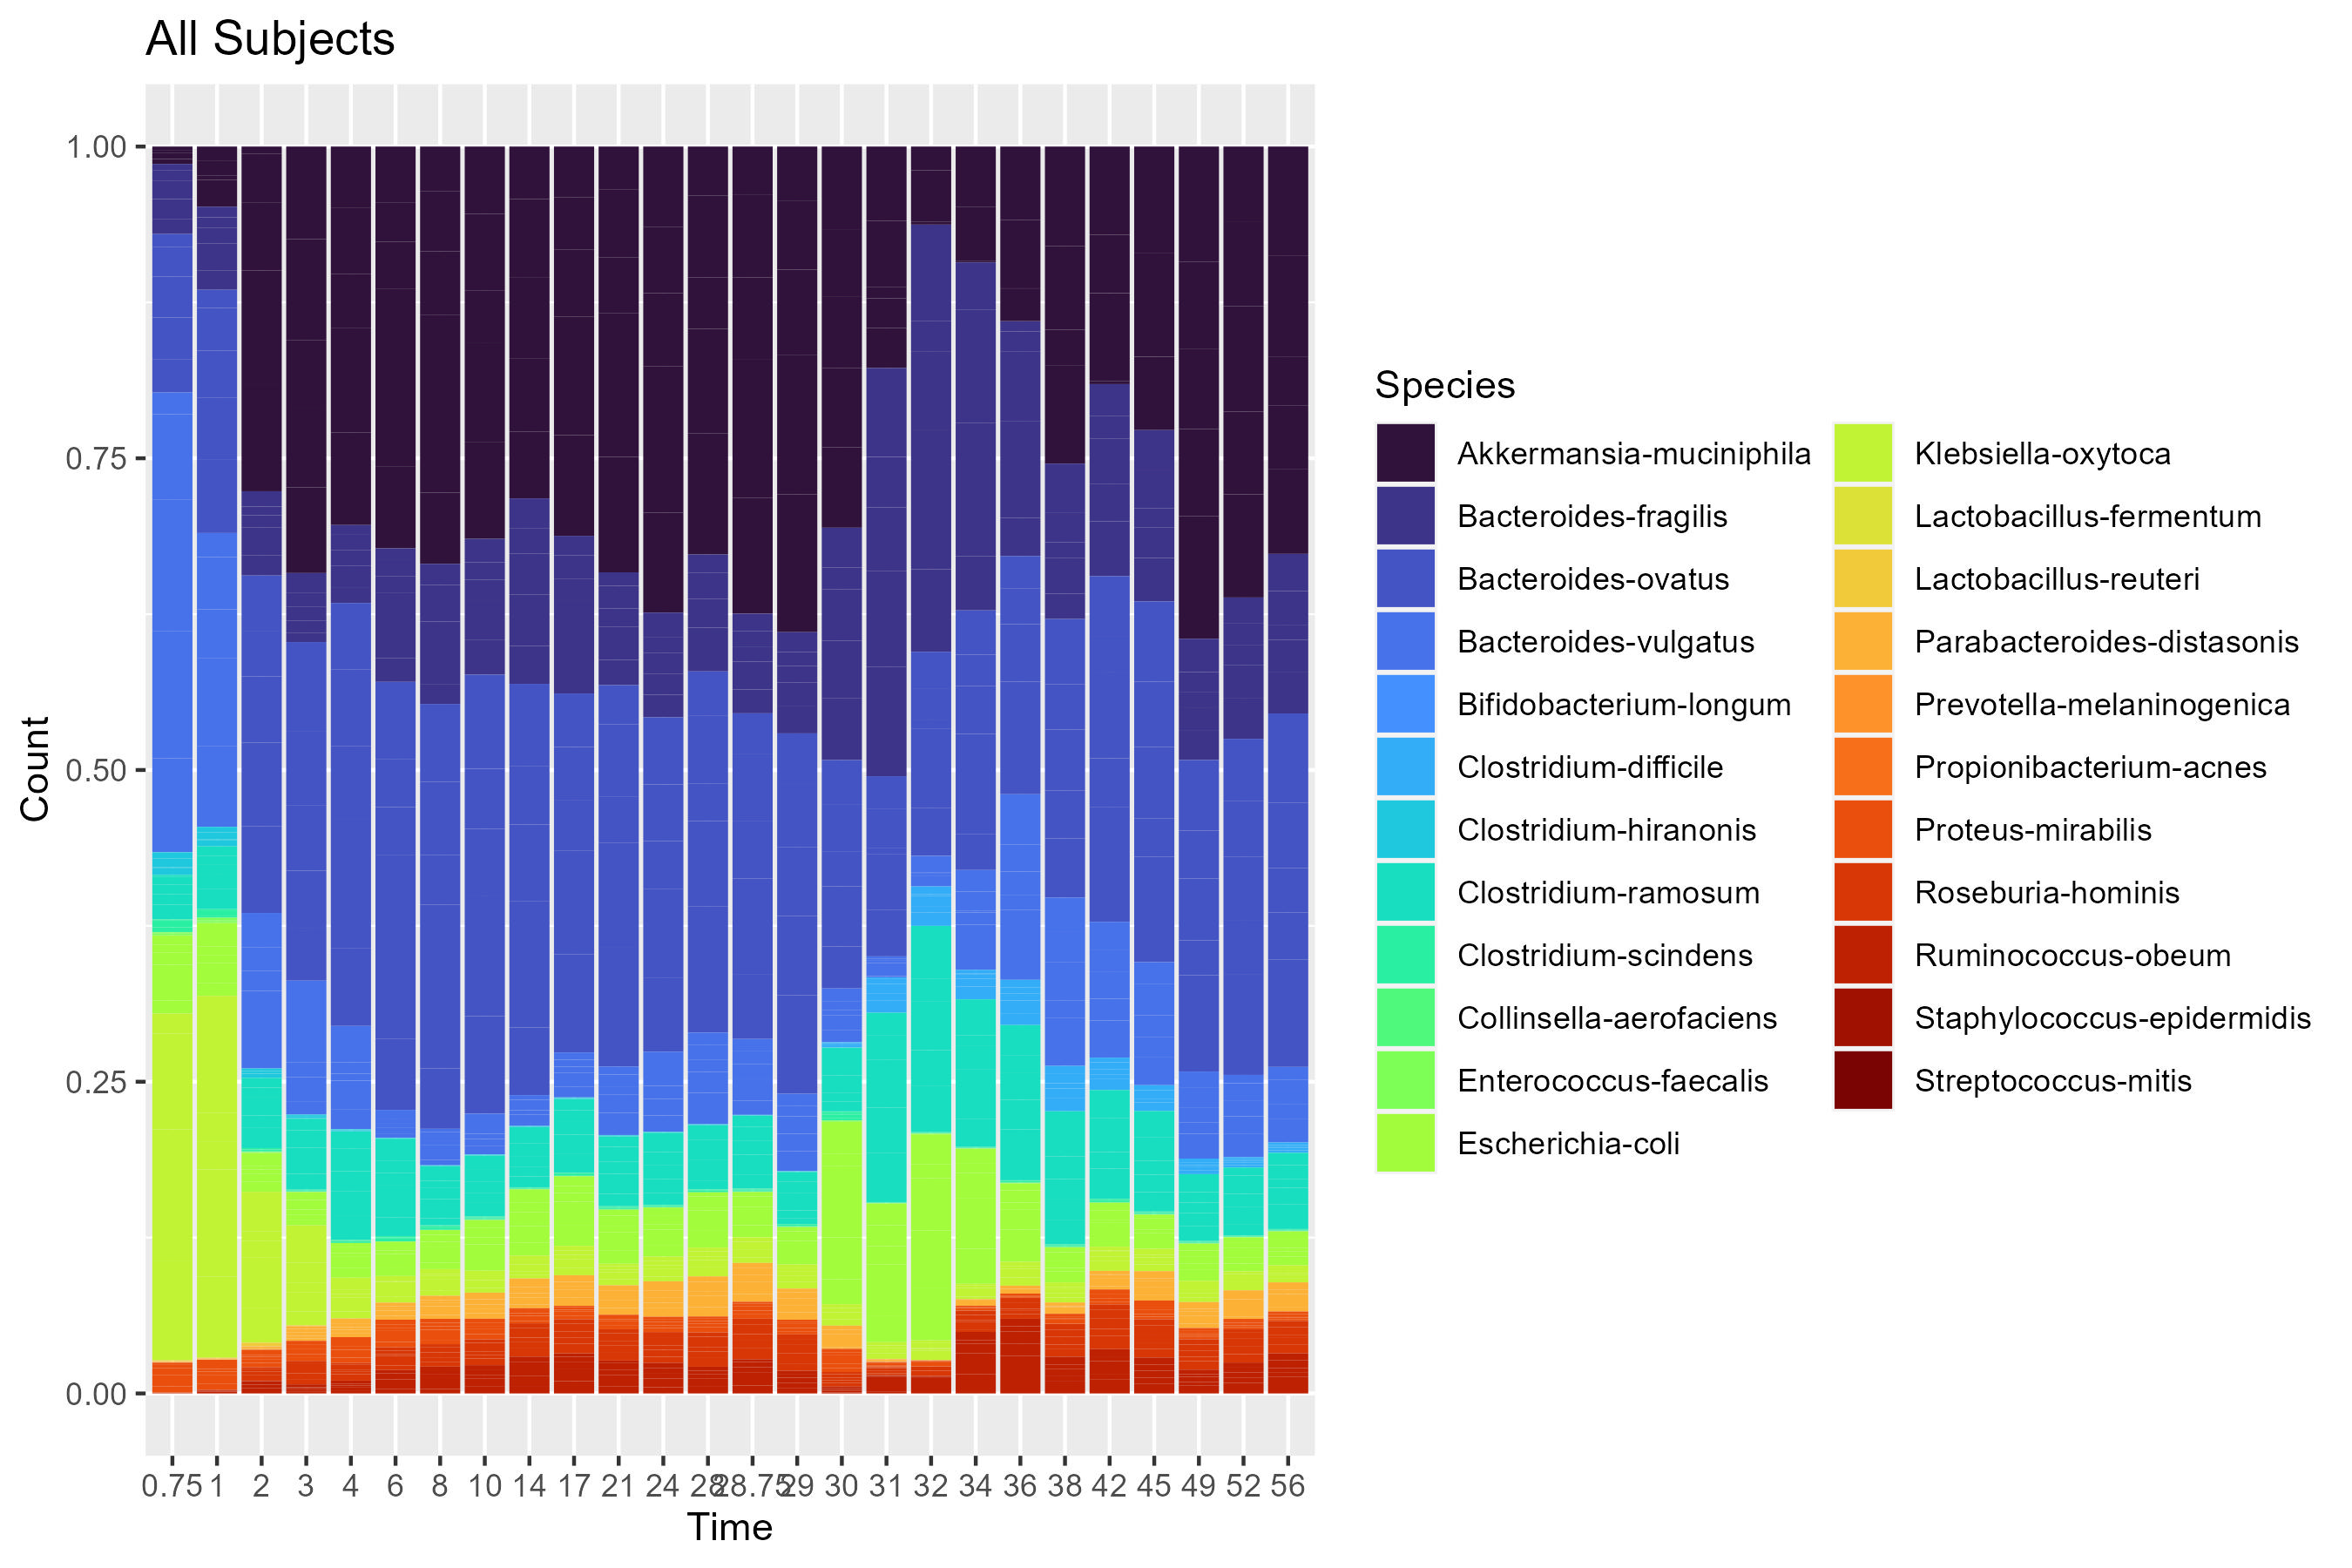 All Subjects
1.00
0.75
0.50
0.25
0.00
Count
0.75 1 2 3 4 6 8 10 14 17 21 24 28 28.75 29 30 31 32 34 36 38 42 45 49 52 56
Time
Species
Akkermansia-muciniphila
Bacteroides-fragilis
Bacteroides-ovatus
Bacteroides-vulgatus
Bifidobacterium-longum
Clostridium-difficile
Clostridium-hiranonis
Clostridium-ramosum
Clostridium-scindens
Collinsella-aerofaciens
Enterococcus-faecalis
Escherichia-coli
Klebsiella-oxytoca
Lactobacillus-fermentum
Lactobacillus-reuteri
Parabacteroides-distasonis
Prevotella-melaninogenica
Propionibacterium-acnes
Proteus-mirabilis
Roseburia-hominis
Ruminococcus-obeum
Staphylococcus-epidermidis
Streptococcus-mitis